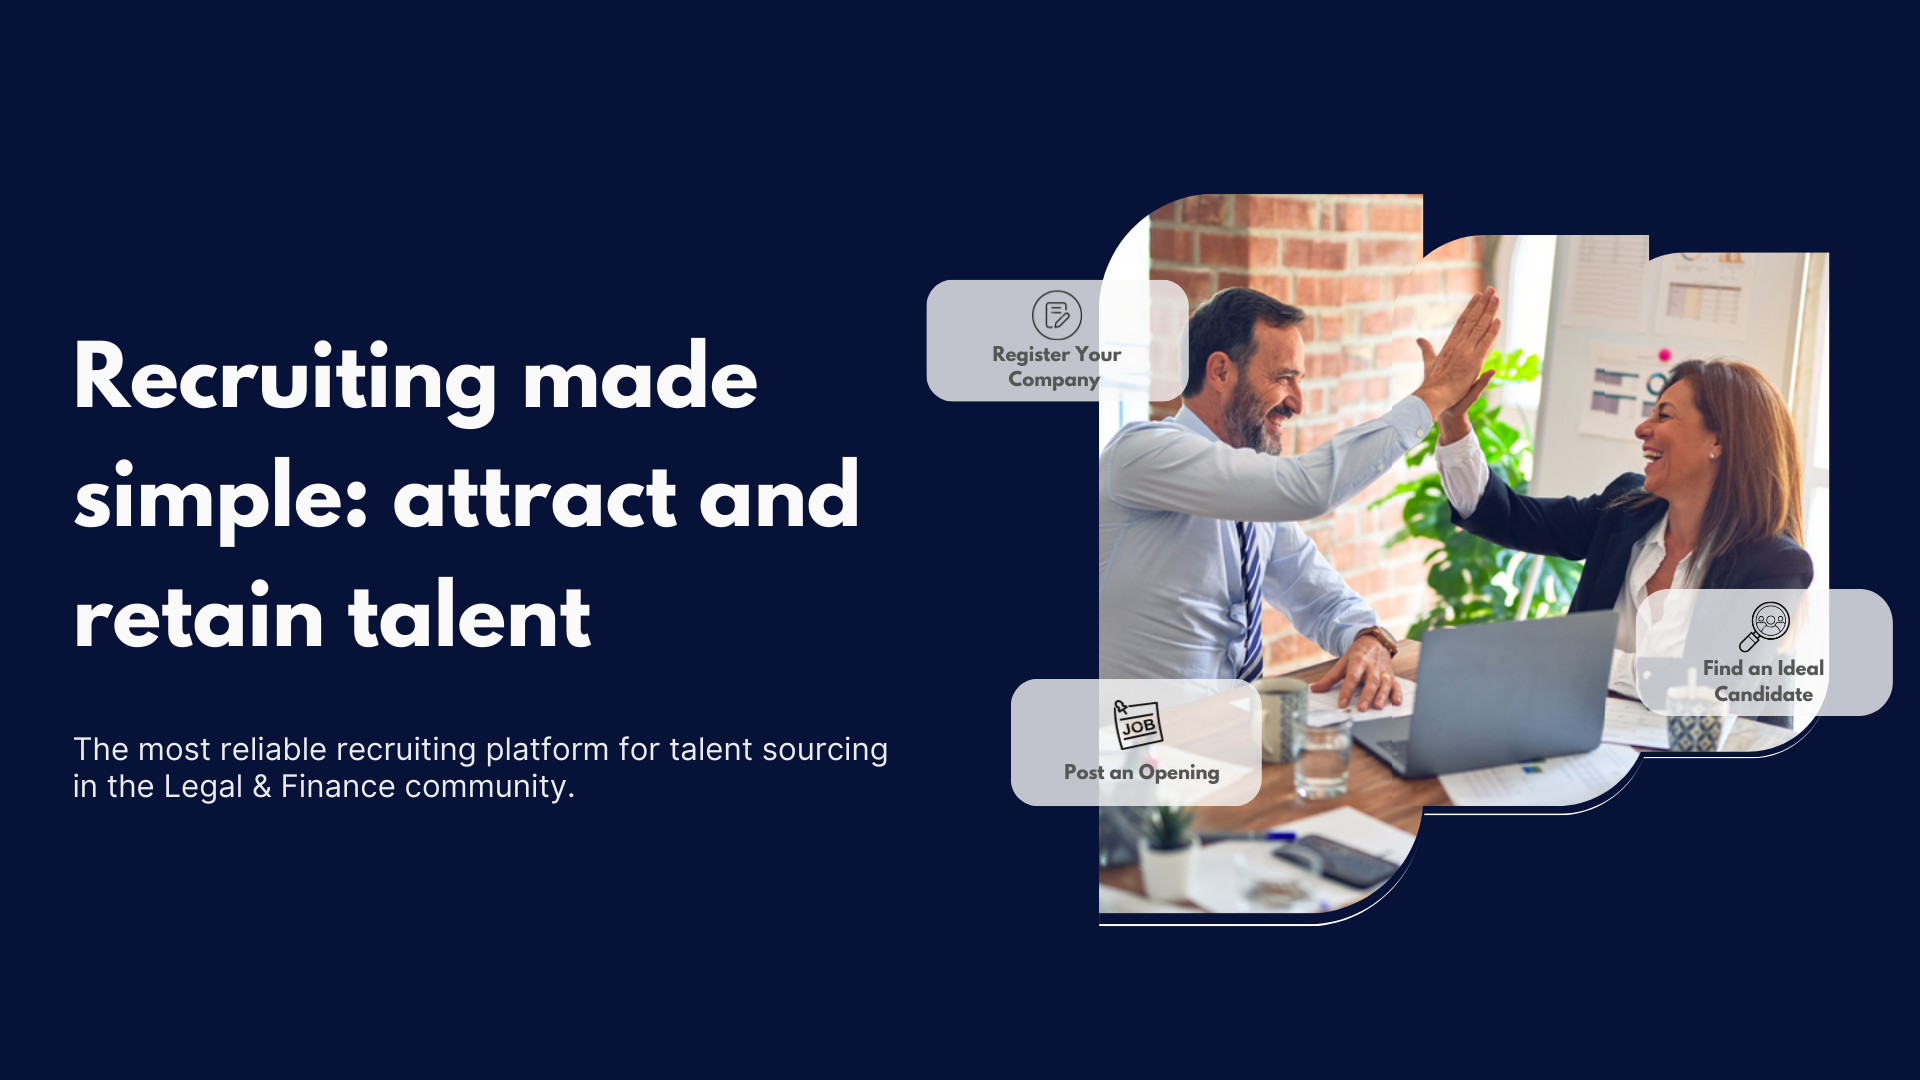 Recruiting made
simple: attract and
retain talent
The most reliable recruiting platform for talent sourcing
in the Legal & Finance community.
Register Your
Company
JOB
Post an Opening
Find an Ideal
Candidate